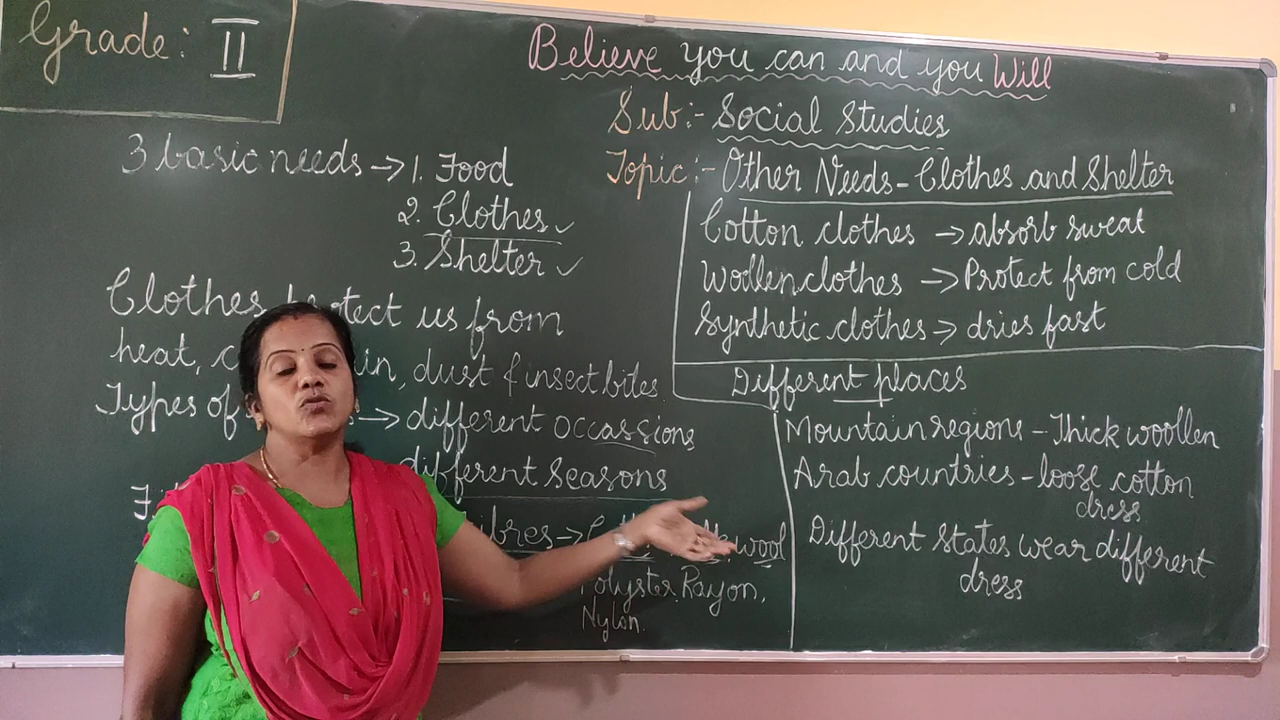 Grade: II
Believe you can and you Will
Sub:- Social Studies
Topic:- Other Needs - Clothes and Shelter
3 basic needs → 1. Food
2. Clothes ✓
3. Shelter ✓
Clothes protect us from
heat, in, dust & insect bites.
Types of → different occassions
different seasons
ibres → wool
Polyster, Rayon,
Nylon.
Cotton clothes → absorb sweat
Woollen clothes → Protect from cold
Synthetic clothes → dries fast
Different places
Mountain regions - Thick woollen
Arab countries - loose cotton
dress
Different States wear different
dress